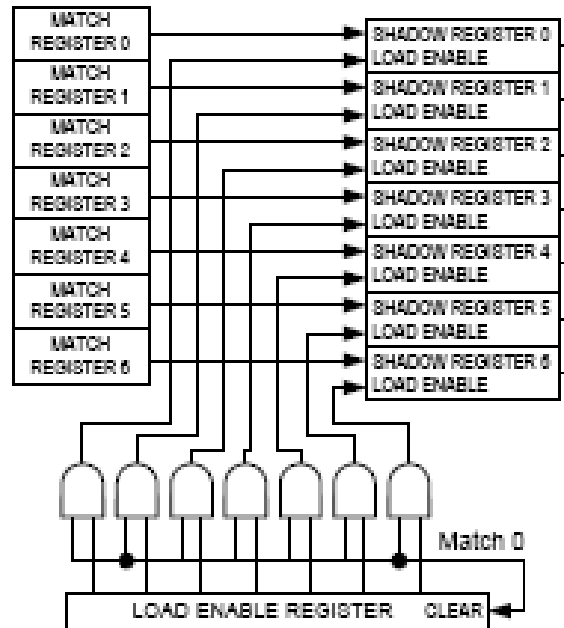 MATCH
REGISTER 0
MATCH
REGISTER 1
MATCH
REGISTER 2
MATCH
REGISTER 3
MATCH
REGISTER 4
MATCH
REGISTER 5
MATCH
REGISTER 6
SHADOW REGISTER 0
LOAD ENABLE
SHADOW REGISTER 1
LOAD ENABLE
SHADOW REGISTER 2
LOAD ENABLE
SHADOW REGISTER 3
LOAD ENABLE
SHADOW REGISTER 4
LOAD ENABLE
SHADOW REGISTER 5
LOAD ENABLE
SHADOW REGISTER 6
LOAD ENABLE
Match 0
LOAD ENABLE REGISTER CLEAR